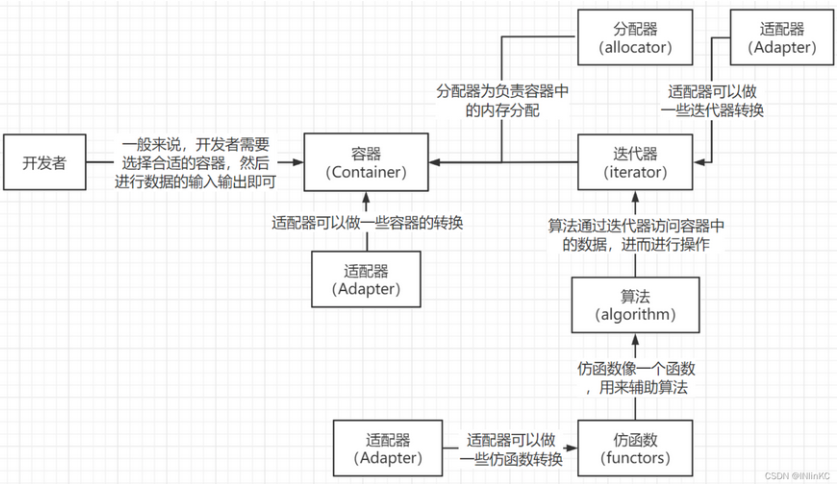 分配器
（allocator）
适配器
（Adapter）
分配器为负责容器中
的内存分配
适配器可以做
一些迭代器转换
开发者
一般来说，开发者需要
选择合适的容器，然后
进行数据的输入输出即可
容器
（Container）
迭代器
（iterator）
适配器可以做一些容器的转换
算法通过迭代器访问容器中
的数据，进而进行操作
适配器
（Adapter）
算法
（algorithm）
仿函数像一个函数
，用来辅助算法
适配器
（Adapter）
适配器可以做
一些仿函数转换
仿函数
（functors）
CSDN @INlinKC